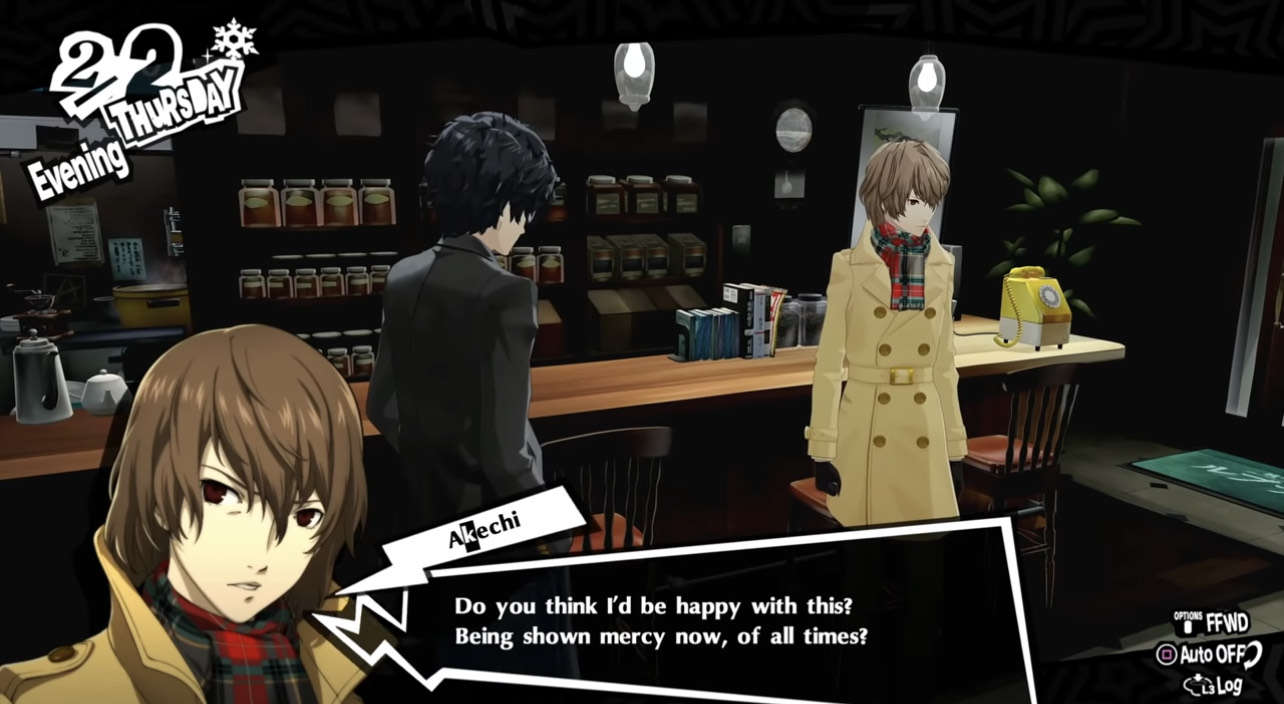 2/2
THURSDAY
Evening
Akechi
Do you think I'd be happy with this?
Being shown mercy now, of all times?
OPTIONS FFWD
Auto OFF
L3 Log